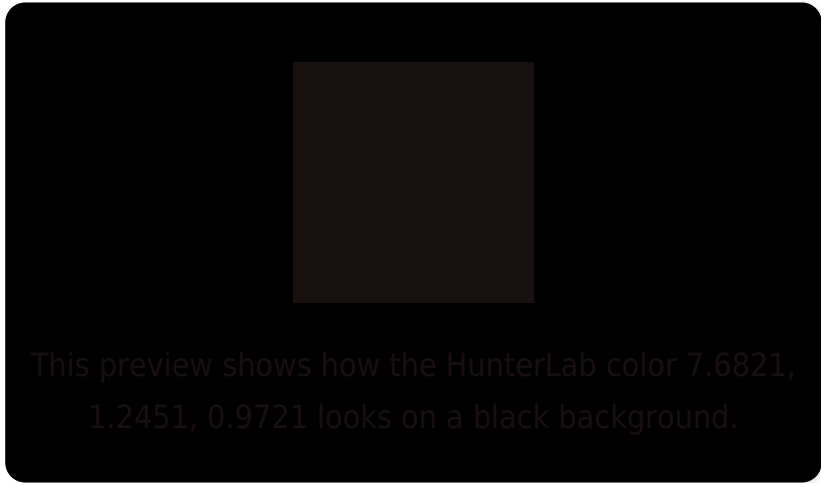 This preview shows how the HunterLab color 7.6821,
1.2451, 0.9721 looks on a black background.